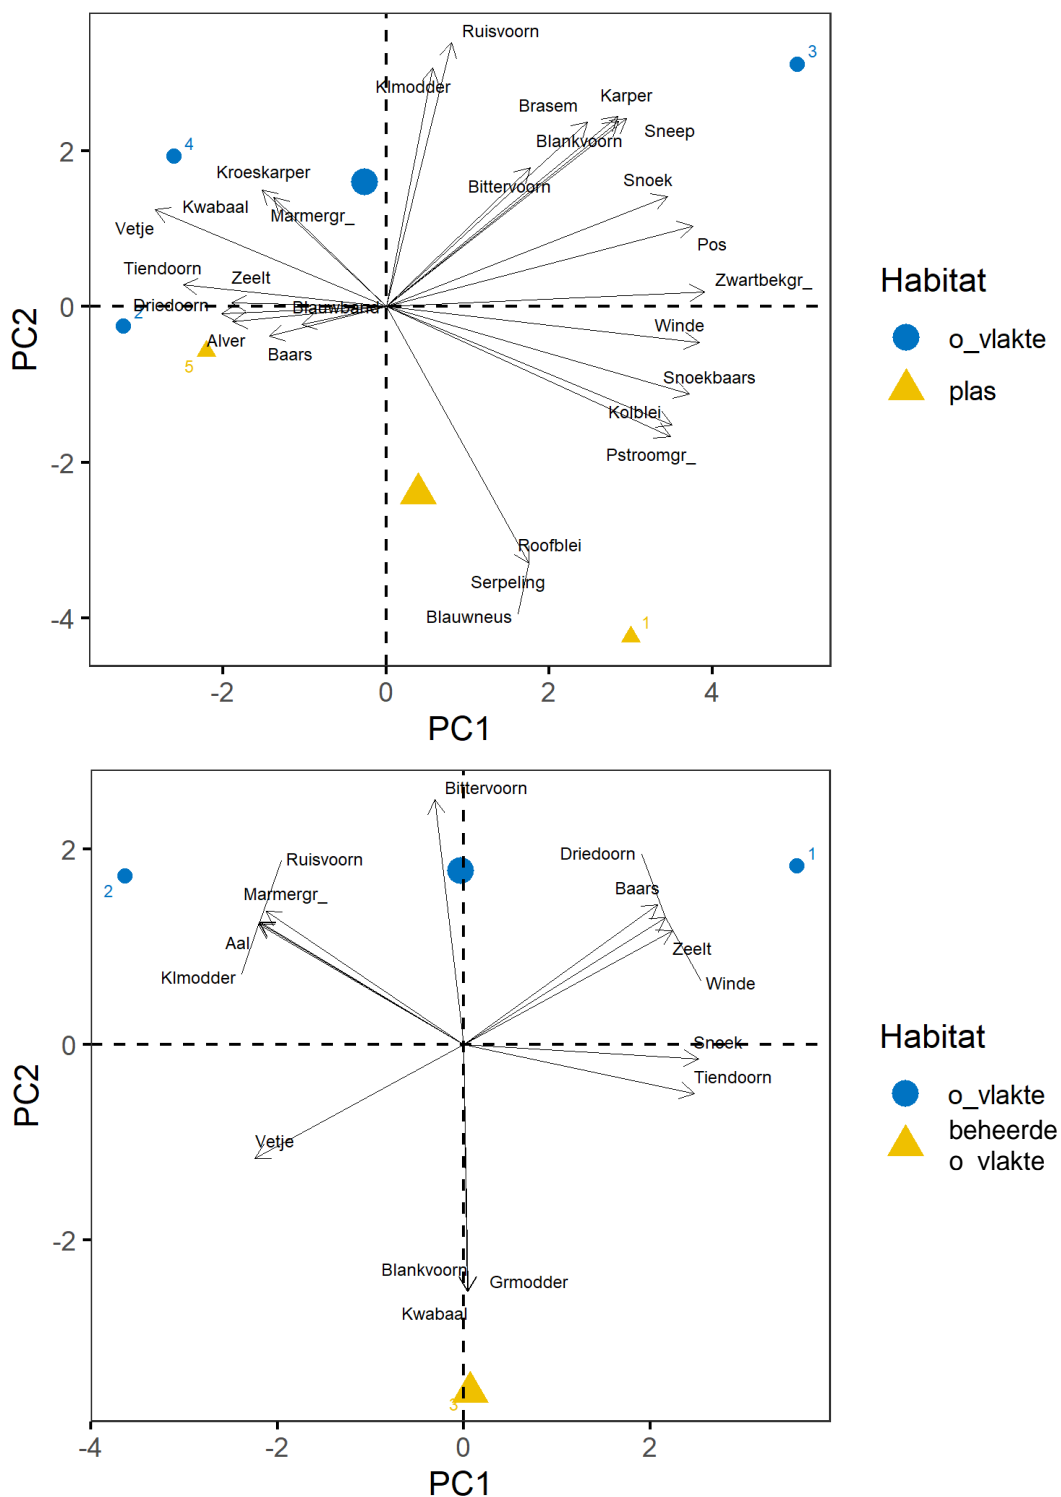 Ruisvoorn
3
Klmodder
Karper
Brasem
Sneep
Blankvoorn
4
2
Kroeskarper
Snoek
Bittervoorn
Kwabaal
Marmergr_
Vetje
Pos
Tiendoorn
Zeelt
Zwartbekgr_
Habitat
0
Driedoorn
Blauwband
2
Winde
o_vlakte
PC2
Alver
Baars
5
Snoekbaars
plas
Kolblei
Pstroomgr_
-2
Roofblei
Serpeling
-4
Blauwneus
1
-2
0
2
4
PC1
Bittervoorn
2
Ruisvoorn
Driedoorn
1
2
Marmergr_
Baars
Aal
Zeelt
Klmodder
Winde
0
Snoek
Habitat
PC2
Tiendoorn
o_vlakte
Vetje
beheerde
o_vlakte
-2
Blankvoorn
Grmodder
Kwabaal
3
-4
-2
0
2
PC1